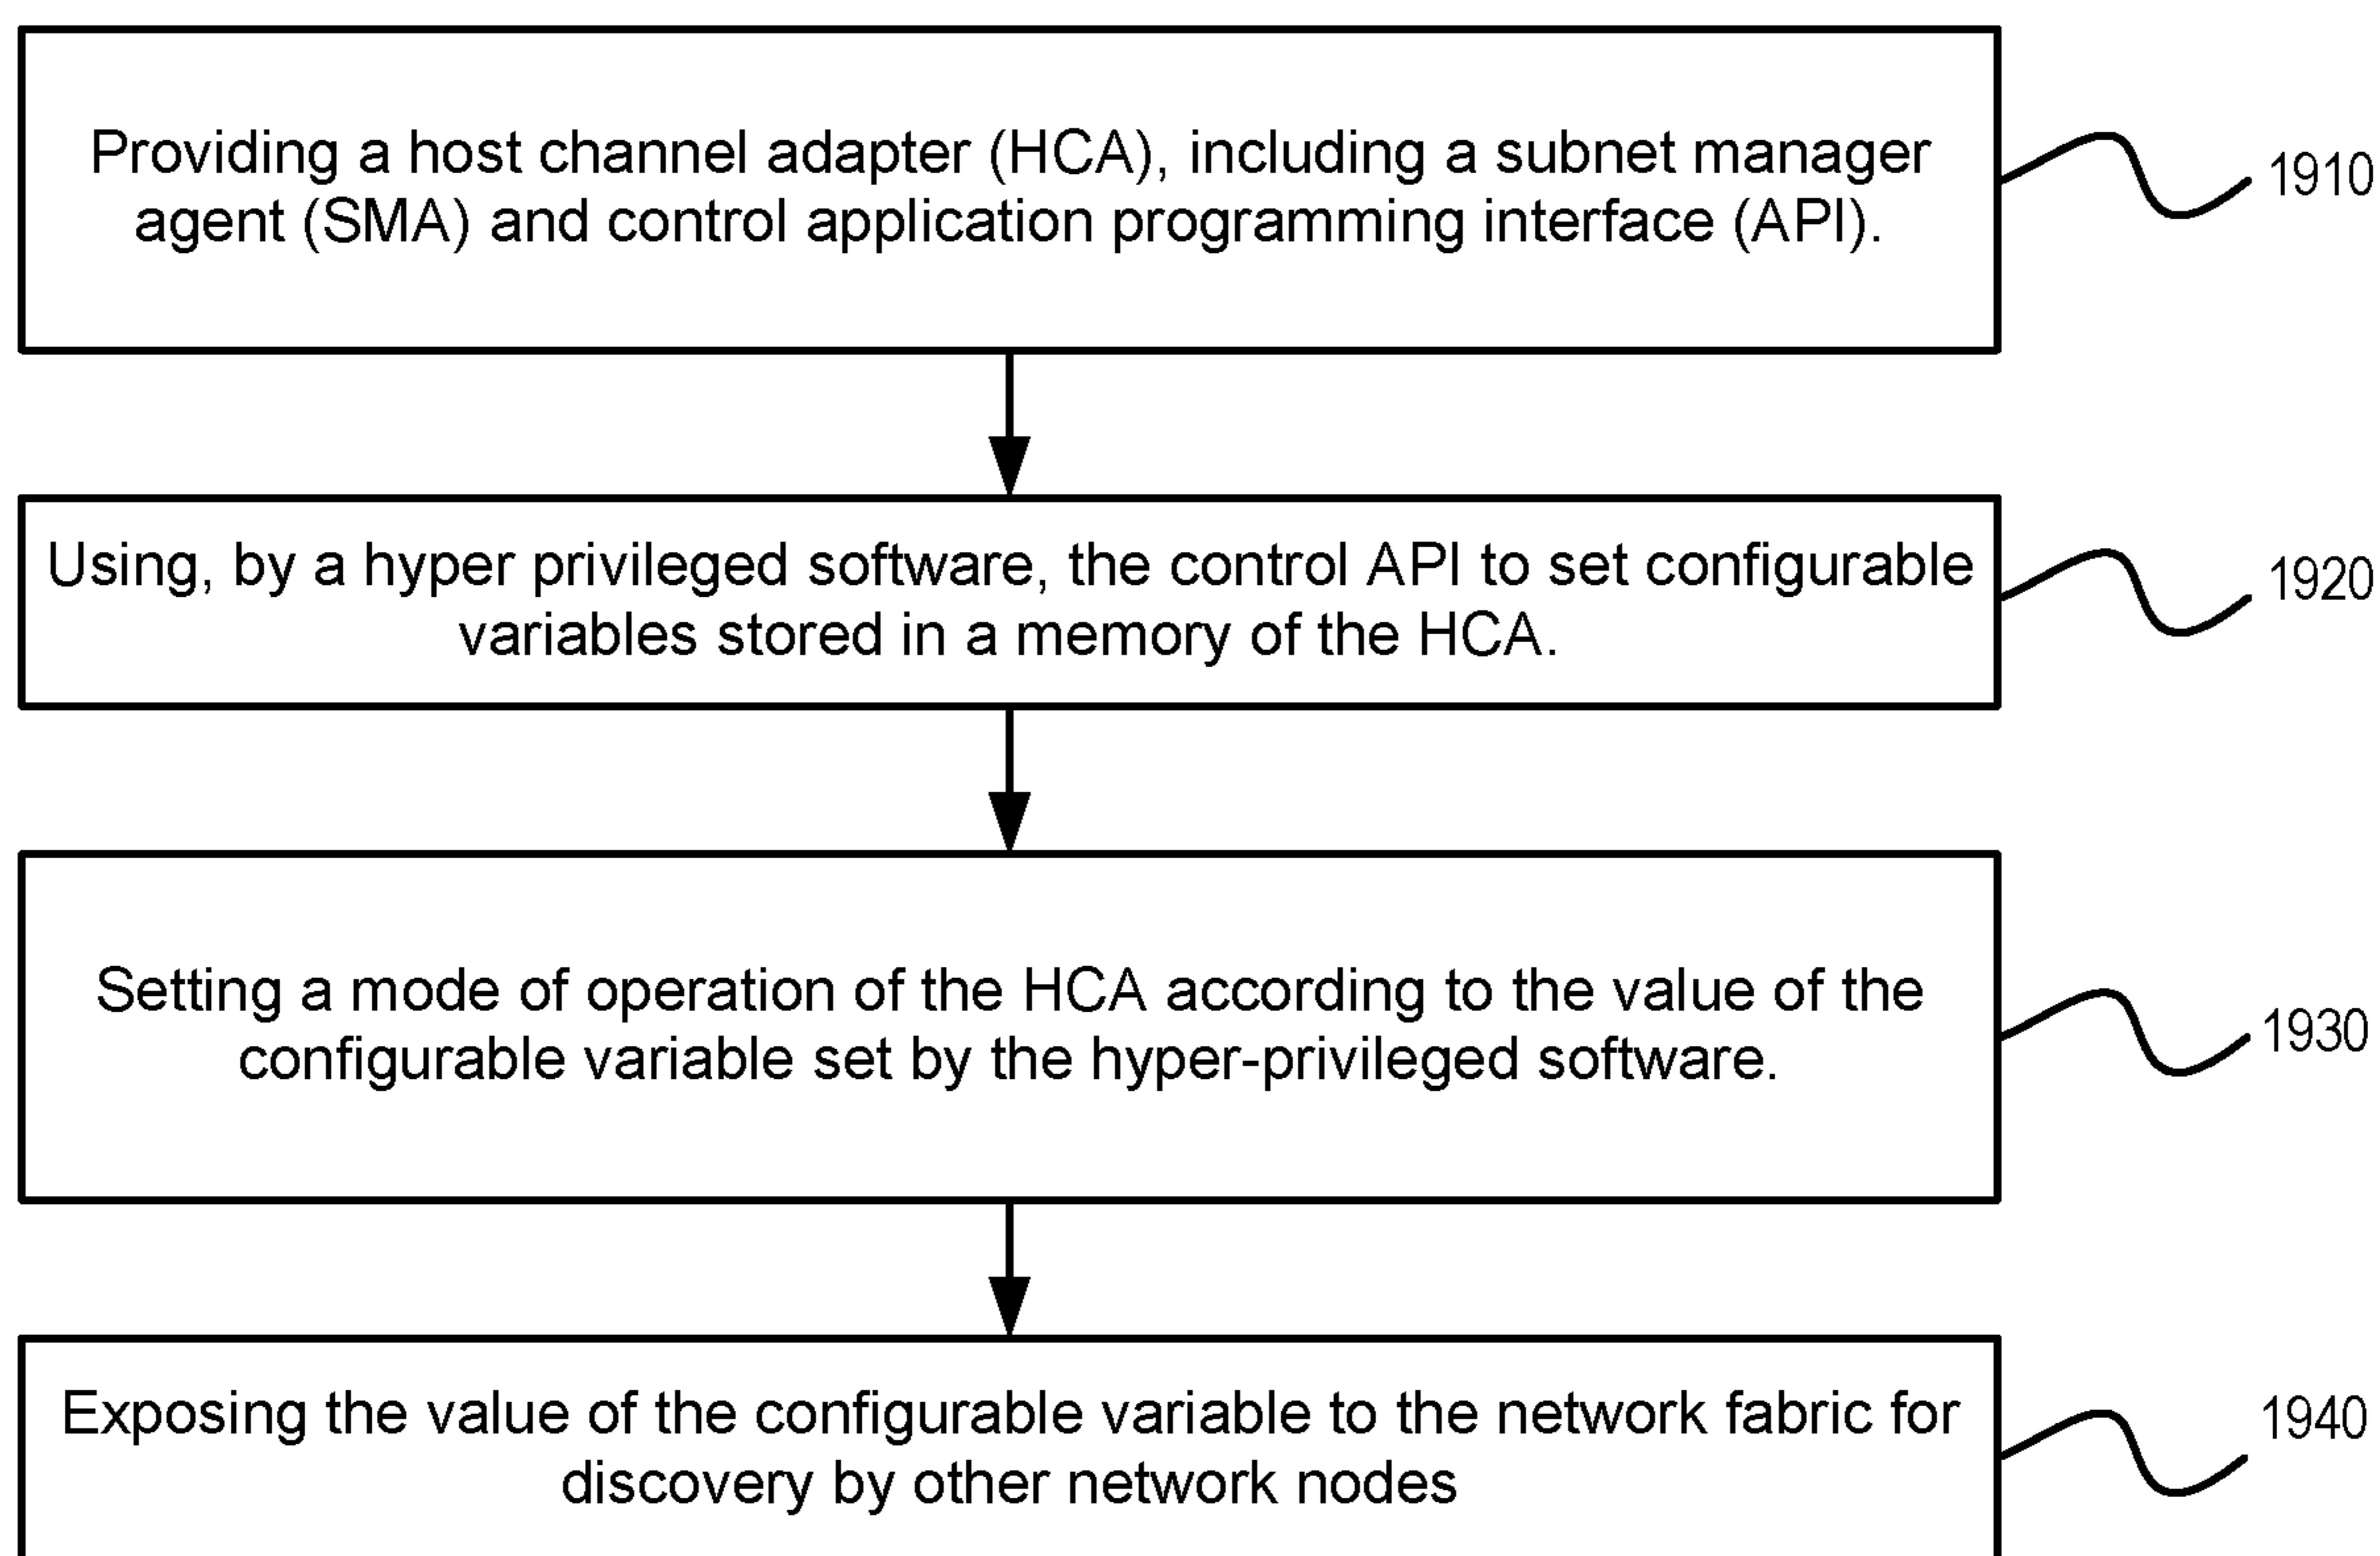 Providing a host channel adapter (HCA), including a subnet manager
agent (SMA) and control application programming interface (API).
1910
Using, by a hyper privileged software, the control API to set configurable
variables stored in a memory of the HCA.
1920
Setting a mode of operation of the HCA according to the value of the
configurable variable set by the hyper-privileged software.
1930
Exposing the value of the configurable variable to the network fabric for
discovery by other network nodes
1940